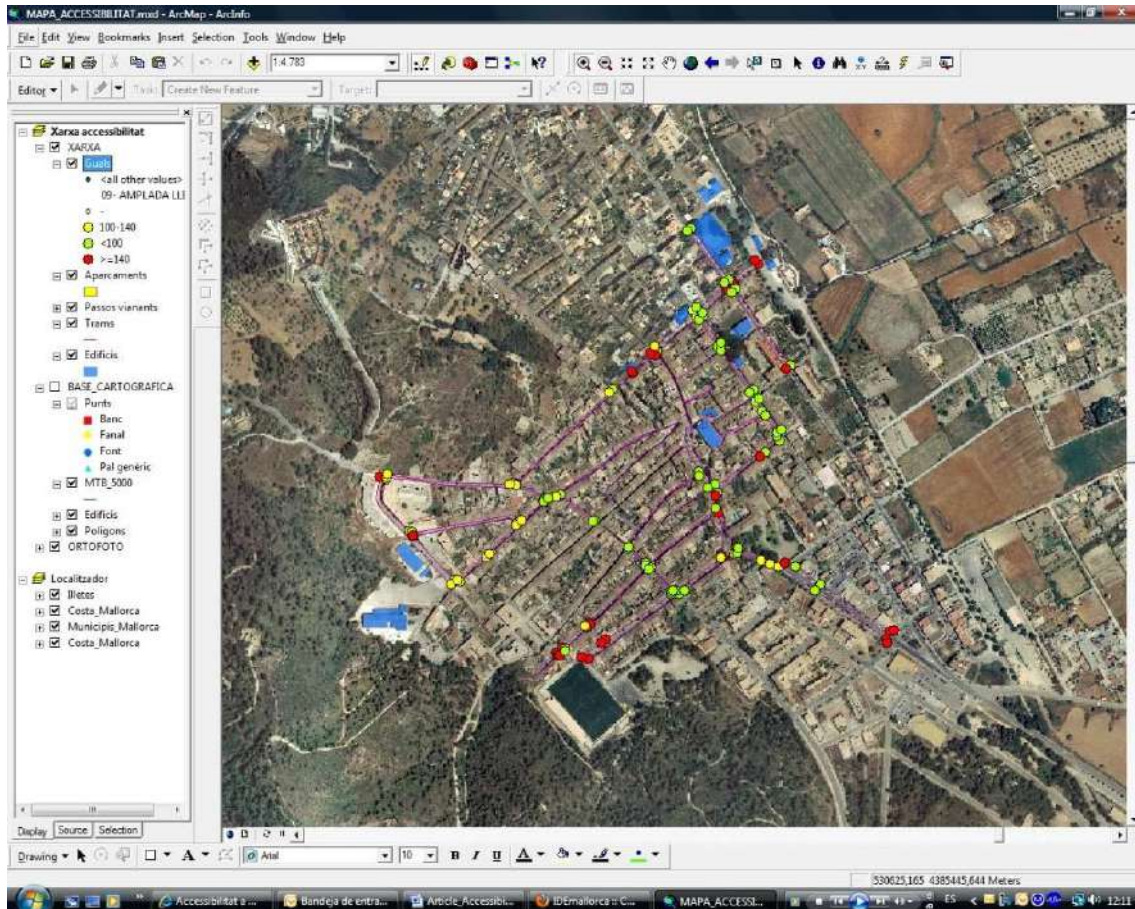 MAPA_ACCESSIBILITAT.mxd - ArcMap - ArcInfo
File Edit View Bookmarks Insert Selection Tools Window Help
1:4.783
Editor Task: Create New Feature Target:
Xarxa accessibilitat
XARXA
Guals
<all other values>
09- AMPLADA LLI
-
100-140
<100
>=140
Aparcaments
Passos vianants
Trams
Edificis
BASE_CARTOGRAFICA
Punts
Banc
Fanal
Font
Pal genèric
MTB_5000
Edificis
Poligons
ORTOFOTO
Localitzador
Illetes
Costa_Mallorca
Municipis_Mallorca
Costa_Mallorca
Display Source Selection
Drawing A Arial 10 B I U A
530625,165 4385445,644 Meters
Accessibilitat a ... Bandeja de entra... Article_Accessibi... IDEmallorca :: C... MAPA_ACCESSI... ES 12:11